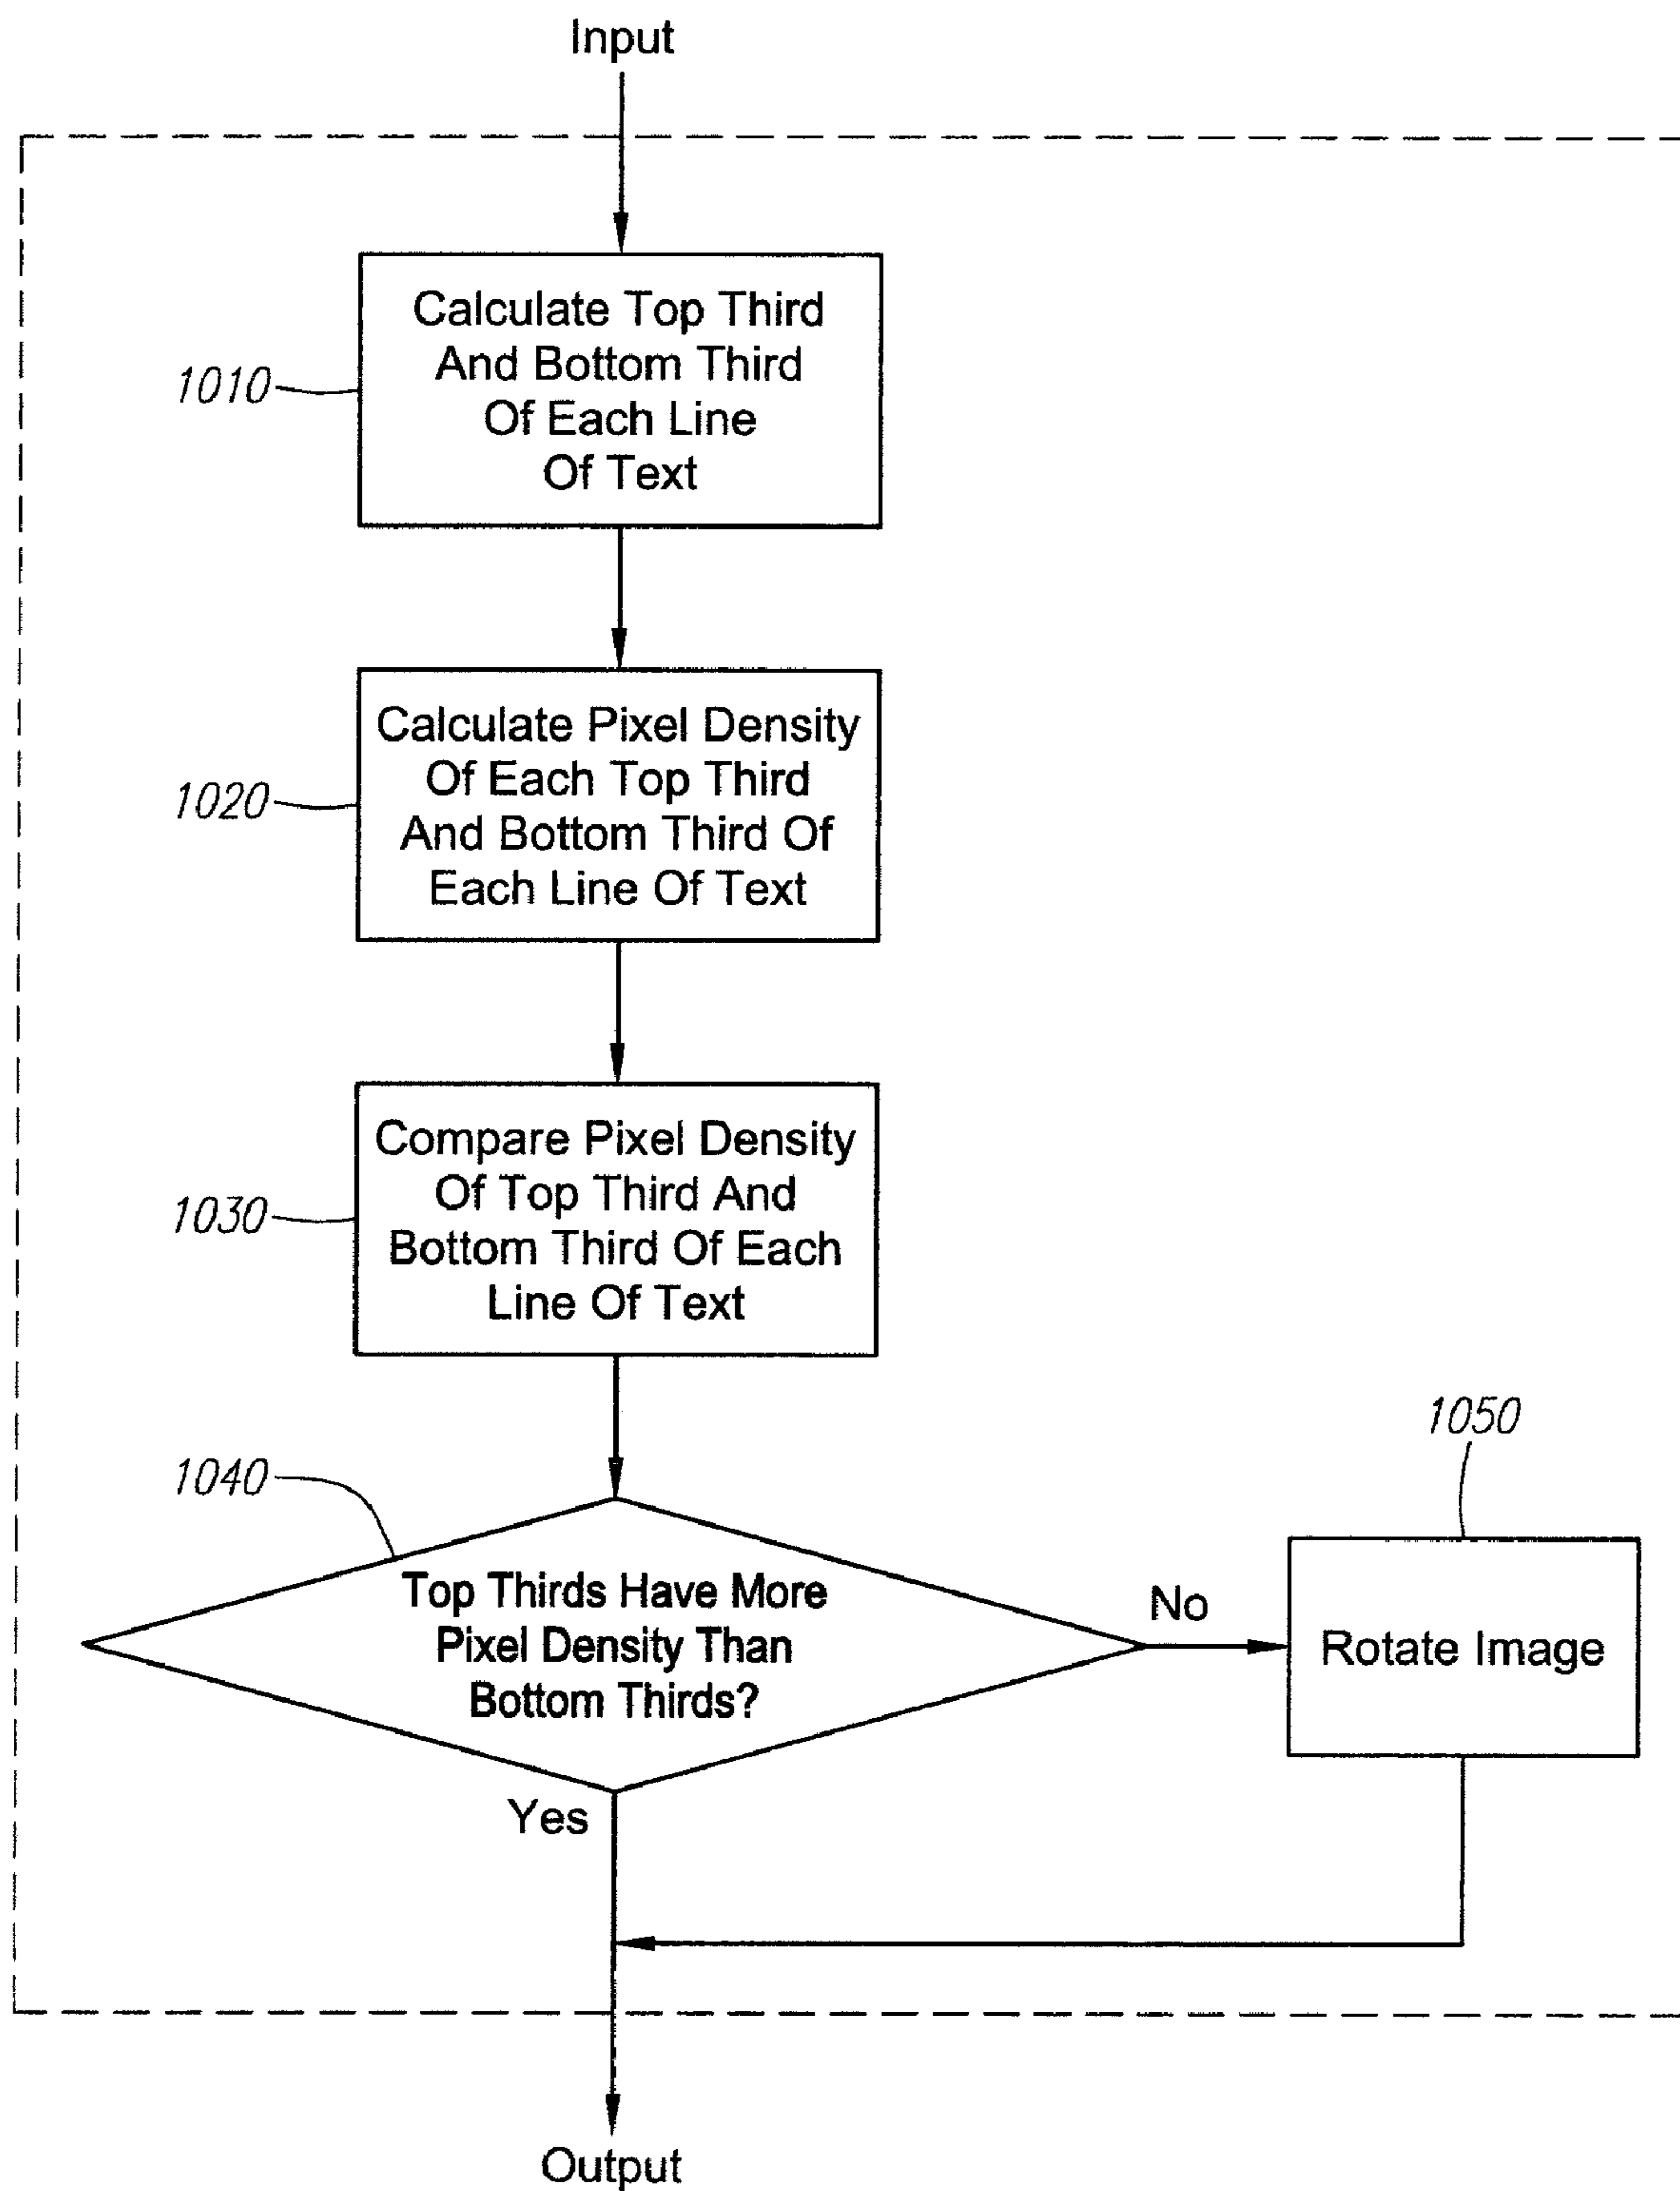 Input
Calculate Top Third
And Bottom Third
Of Each Line
Of Text
1010
Calculate Pixel Density
Of Each Top Third
And Bottom Third Of
Each Line Of Text
1020
Compare Pixel Density
Of Top Third And
Bottom Third Of Each
Line Of Text
1030
1040
Top Thirds Have More
Pixel Density Than
Bottom Thirds?
No
1050
Rotate Image
Yes
Output